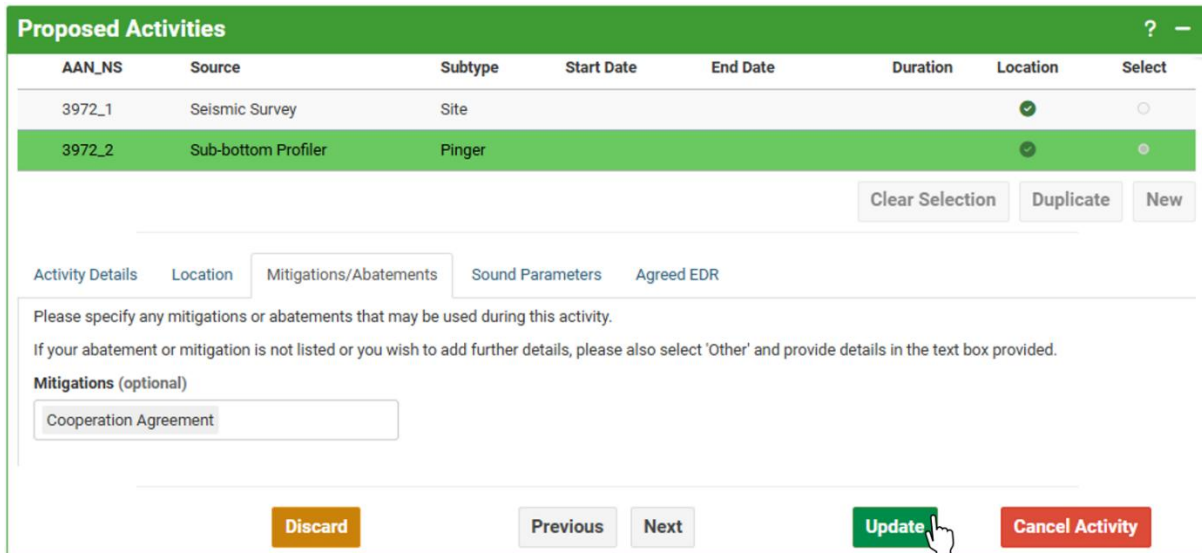 Proposed Activities ? –
AAN_NS Source Subtype Start Date End Date Duration Location Select
3972_1 Seismic Survey Site
3972_2 Sub-bottom Profiler Pinger
Clear Selection Duplicate New
Activity Details Location Mitigations/Abatements Sound Parameters Agreed EDR
Please specify any mitigations or abatements that may be used during this activity.
If your abatement or mitigation is not listed or you wish to add further details, please also select 'Other' and provide details in the text box provided.
Mitigations (optional)
Cooperation Agreement
Discard Previous Next Update Cancel Activity